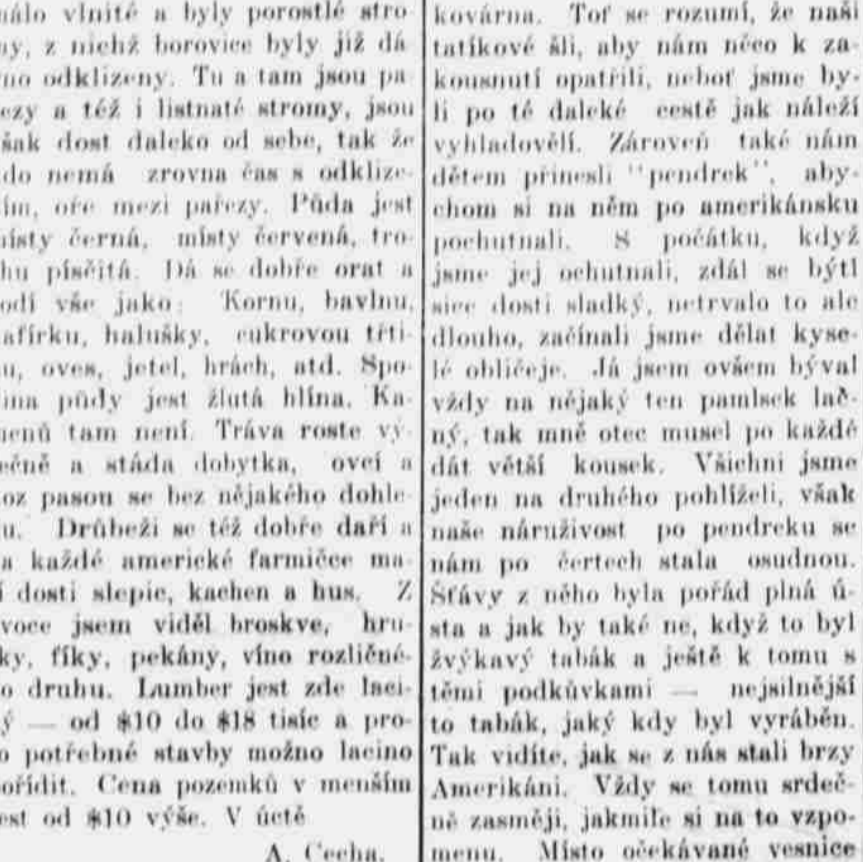 málo vlnité a byly porostlé stro-
my, z nichž borovice byly již dá
no odklizeny. Tu a tam jsou pa-
ezy a též i listnaté stromy, jsou
šak dost daleko od sebe, tak že
do nemá zrovna čas s odklize-
ím, oře mezi pařezy. Půda jest
místy černá, místy červená, tro-
hu písčitá. Dá se dobře orat a
odí vše jako: Kornu, bavlnu,
afírku, halušky, cukrovou třti-
u, oves, jetel, hrách, atd. Spo-
ina půdy jest žlutá hlína. Ka-
menů tam není. Tráva roste vý-
ečně a stáda dobytka, ovcí a
oz pasou se bez nějakého dohle-
u. Drůbeži se též dobře daří a
a každé americké farmičce ma-
í dosti slepic, kachen a hus. Z
voce jsem viděl broskve, hru-
ky, fíky, pekány, víno rozličné-
o druhu. Lumber jest zde laci-
ý — od $10 do $18 tisíc a pro-
o potřebné stavby možno lacino
ořídit. Cena pozemků v menším
est od $10 výše. V úctě
A. Cecha.
kovárna. Toť se rozumí, že naši
tatíkové šli, aby nám něco k za-
kousnutí opatřili, neboť jsme by-
li po té daleké cestě jak náleží
vyhladovělí. Zároveň také nám
dětem přinesli "pendrek", aby-
chom si na něm po amerikánsku
pochutnali. S počátku, když
jsme jej ochutnali, zdál se býti
sice dosti sladký, netrvalo to ale
dlouho, začínali jsme dělat kyse-
lé obličeje. Já jsem ovšem býval
vždy na nějaký ten pamlsek lač-
ný, tak mně otec musel po každé
dát větší kousek. Všichni jsme
jeden na druhého pohlíželi, však
naše náruživost po pendreku se
nám po čertech stala osudnou.
Šťávy z něho byla pořád plná ú-
sta a jak by také ne, když to byl
žvýkavý tabák a ještě k tomu s
těmi podkůvkami — nejsilnější
to tabák, jaký kdy byl vyráběn.
Tak vidíte, jak se z nás stali brzy
Amerikáni. Vždy se tomu srdeč-
ně zasměji, jakmile si na to vzpo-
menu. Místo očekávané vesnice